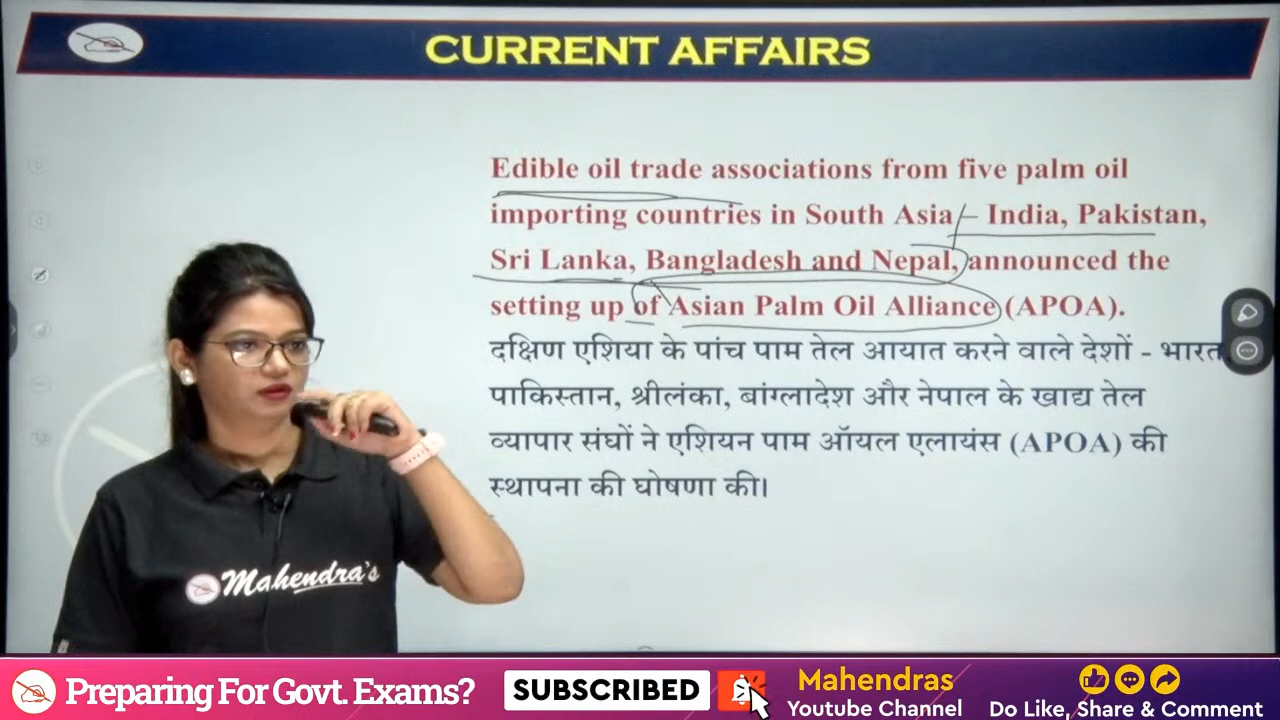 CURRENT AFFAIRS
Edible oil trade associations from five palm oil
importing countries in South Asia – India, Pakistan,
Sri Lanka, Bangladesh and Nepal, announced the
setting up of Asian Palm Oil Alliance (APOA).
दक्षिण एशिया के पांच पाम तेल आयात करने वाले देशों - भारत
पाकिस्तान, श्रीलंका, बांग्लादेश और नेपाल के खाद्य तेल
व्यापार संघों ने एशियन पाम ऑयल एलायंस (APOA) की
स्थापना की घोषणा की।
Mahendra's
Preparing For Govt. Exams?
SUBSCRIBED
Mahendras
Youtube Channel
Do Like, Share & Comment